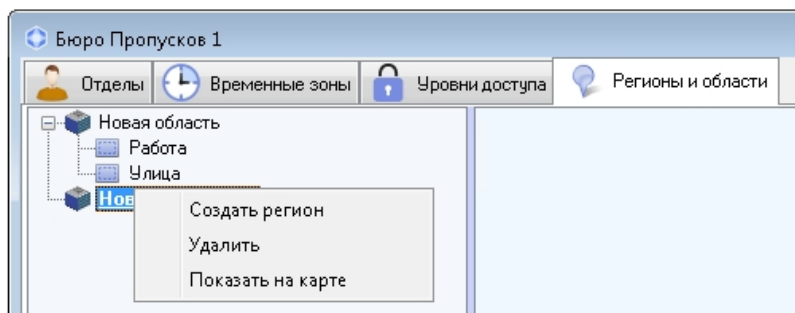 Бюро Пропусков 1
Отделы Временные зоны Уровни доступа Регионы и области
Новая область
Работа
Улица
Нов
Создать регион
Удалить
Показать на карте